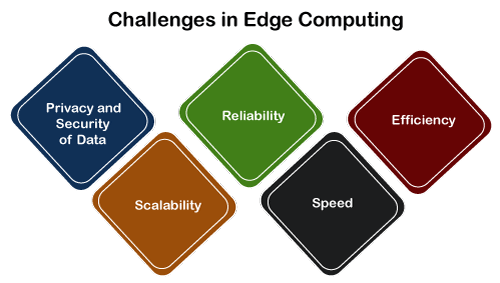 Challenges in Edge Computing
Privacy and
Security
of Data
Scalability
Reliability
Speed
Efficiency